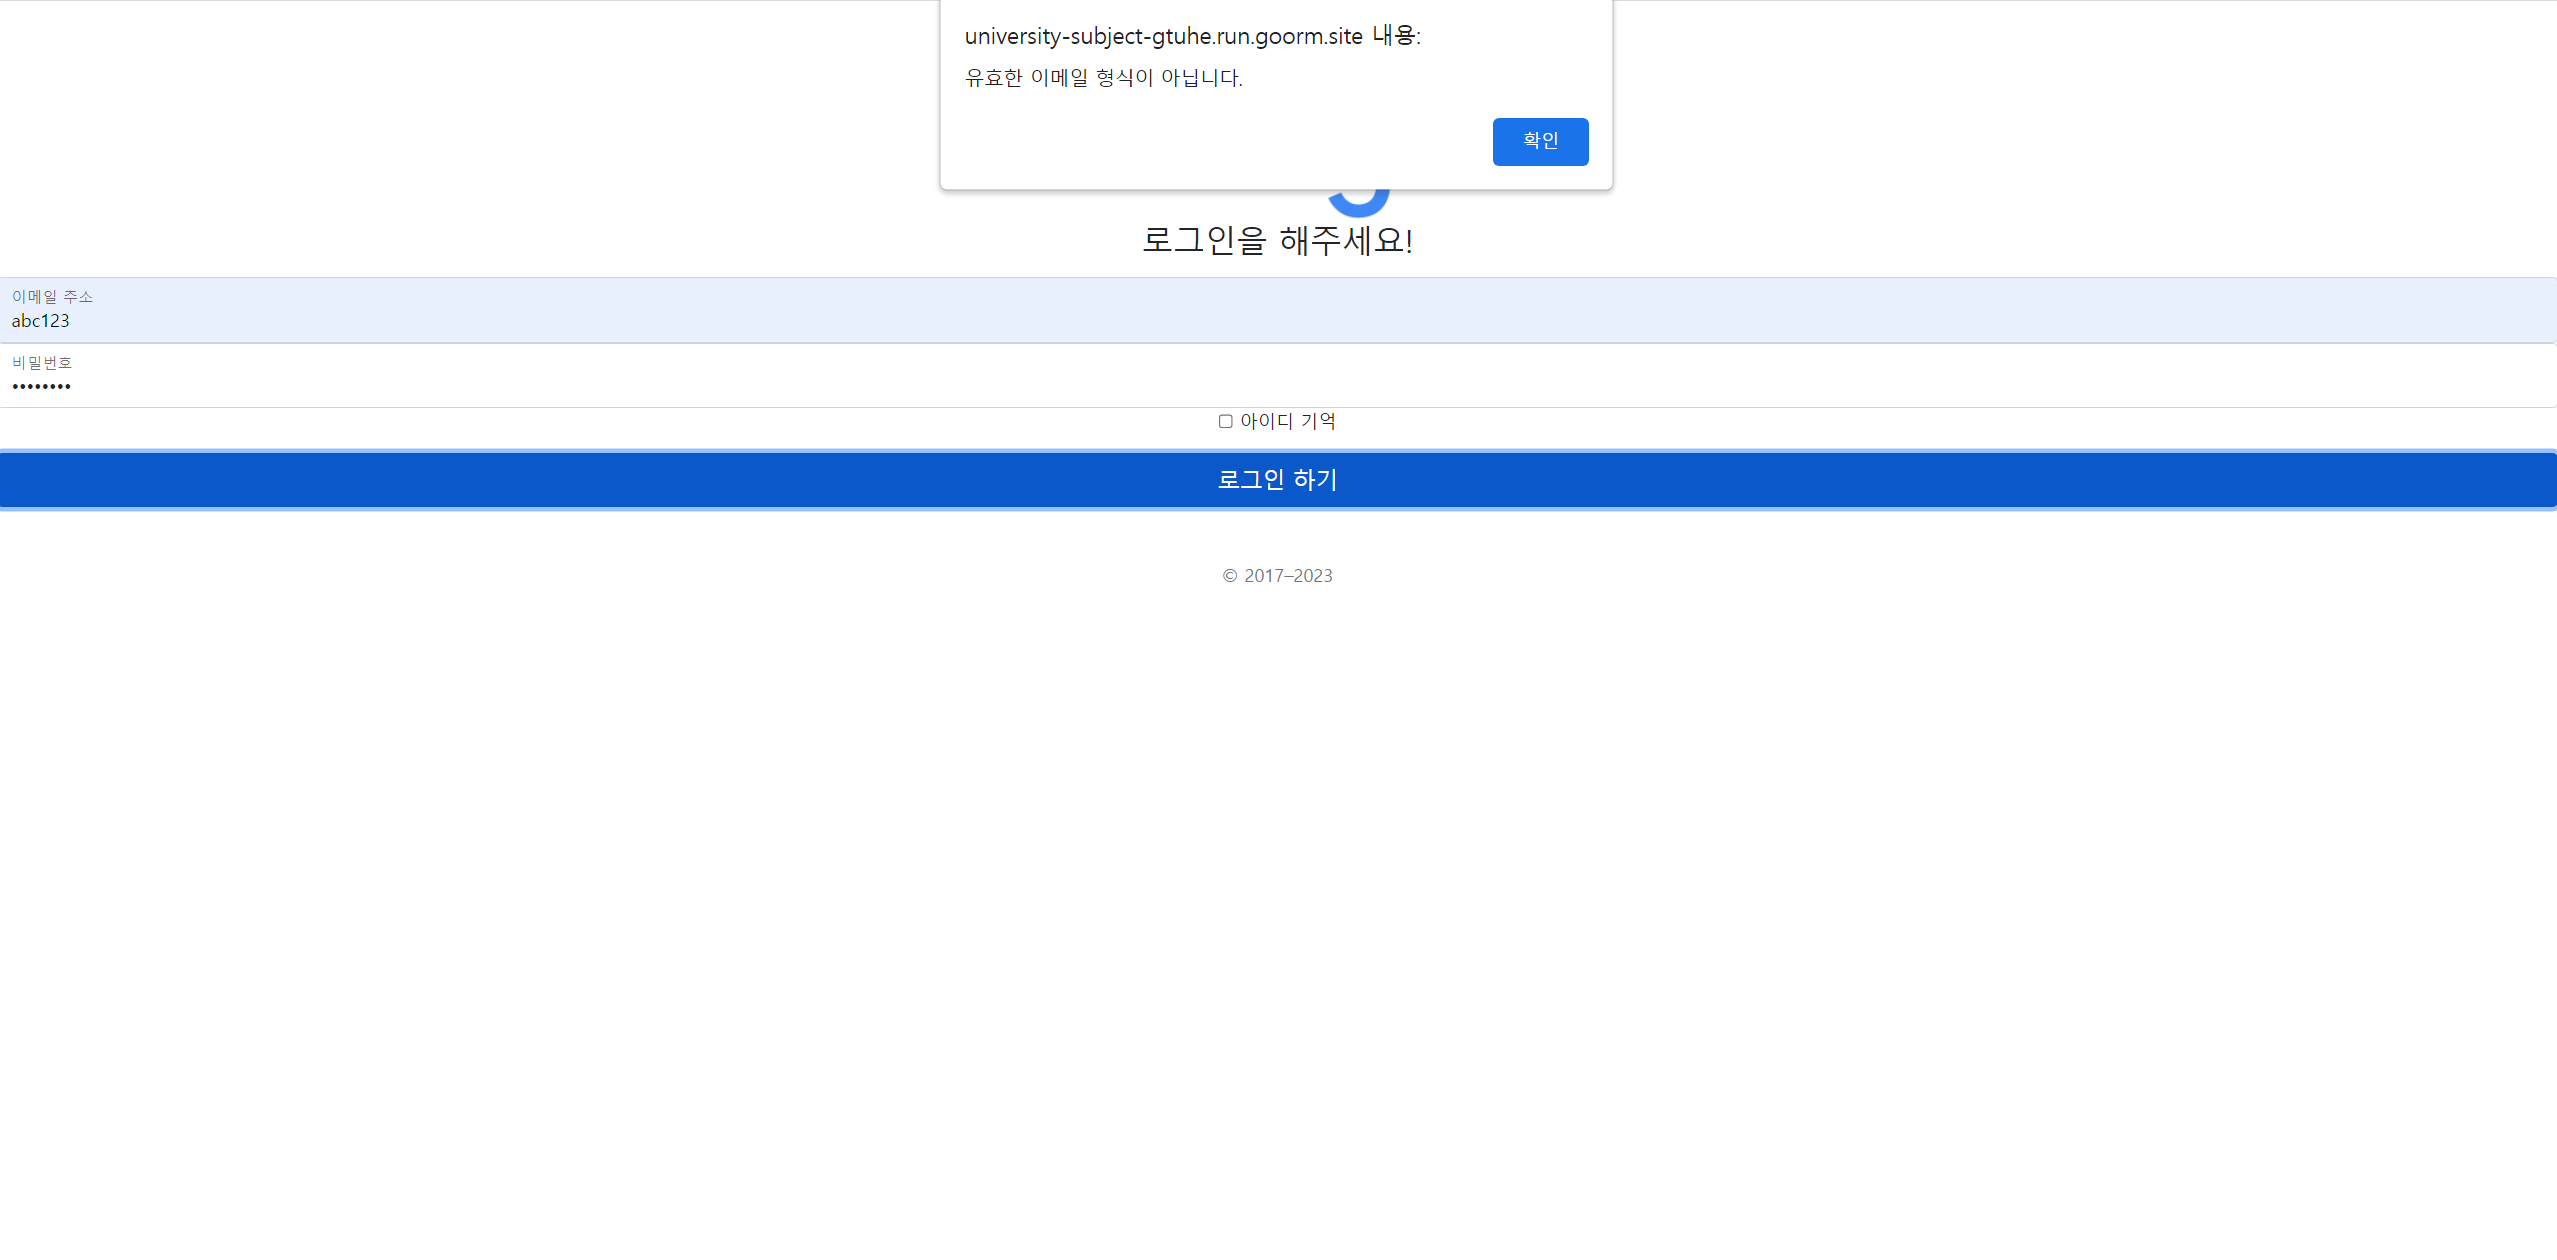 university-subject-gtuhe.run.goorm.site 내용:
유효한 이메일 형식이 아닙니다.
확인
로그인을 해주세요!
이메일 주소
abc123
비밀번호
••••••••
아이디 기억
로그인 하기
© 2017–2023